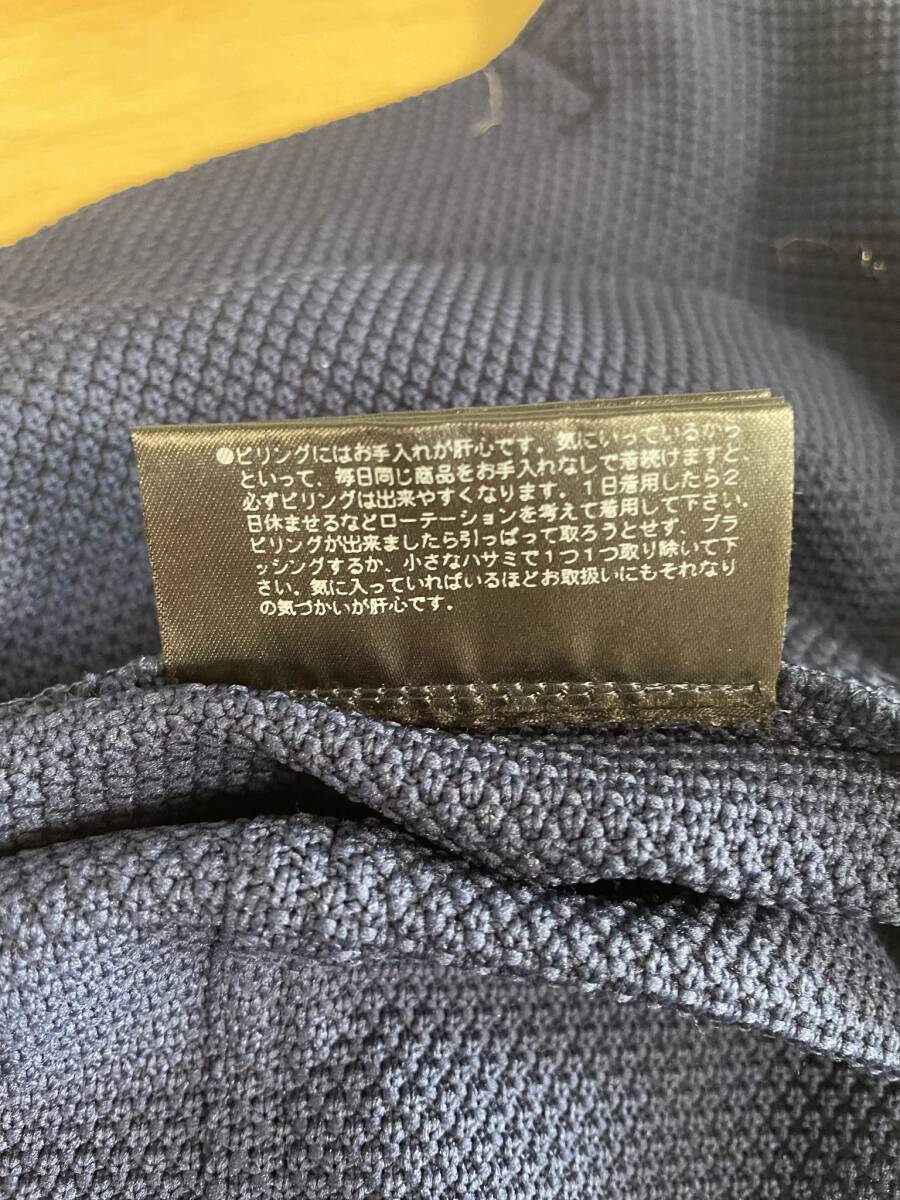 ●ピリングにはお手入れが肝心です。気にいっているから
といって、毎日同じ商品をお手入れなしで着続けますと、
必ずピリングは出来やすくなります。1日着用したら2
日休ませるなどローテーションを考えて着用して下さい。
ピリングが出来ましたら引っぱって取ろうとせず、ブラ
ッシングするか、小さなハサミで1つ1つ取り除いて下
さい。気に入っていればいるほどお取扱いにもそれなり
の気づかいが肝心です。